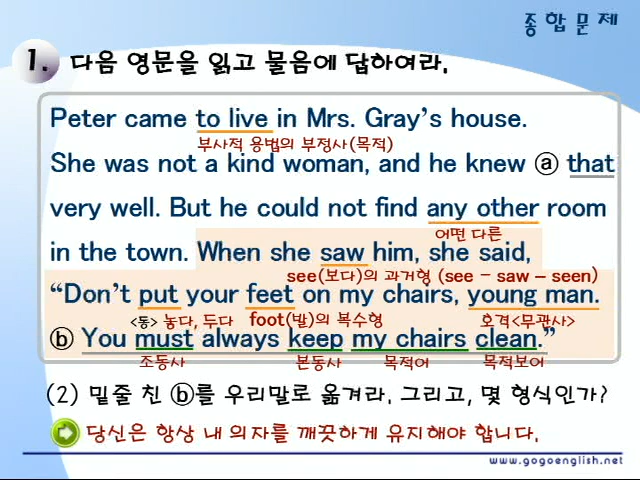 종합문제
1. 다음 영문을 읽고 물음에 답하여라.
Peter came to live in Mrs. Gray's house.
부사적 용법의 부정사(목적)
She was not a kind woman, and he knew ⓐ that
very well. But he could not find any other room
어떤 다른
in the town. When she saw him, she said,
see(보다)의 과거형 (see - saw - seen)
“Don't put your feet on my chairs, young man.
<동> 놓다, 두다 foot(발)의 복수형 호격<무관사>
ⓑ You must always keep my chairs clean.”
조동사 본동사 목적어 목적보어
(2) 밑줄 친 ⓑ를 우리말로 옮겨라. 그리고, 몇 형식인가?
당신은 항상 내 의자를 깨끗하게 유지해야 합니다.
www.gogoenglish.net